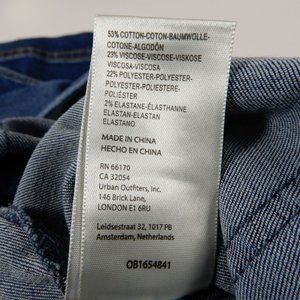 53% COTTON-COTON-BAUMWOLLE-
COTONE-ALGODÓN
23% VISCOSE-VISCOSE-VISKOSE
VISCOSA-VISCOSA
22% POLYESTER-POLYESTER-
POLYESTER-POLIESTERE-
POLIÉSTER
2% ELASTANE-ÉLASTHANNE
ELASTAN-ELASTAN
ELASTANO
MADE IN CHINA
HECHO EN CHINA
RN 66170
CA 32054
Urban Outfitters, Inc.
146 Brick Lane,
LONDON E1 6RU
Leidsestraat 32, 1017 PB
Amsterdam, Netherlands
OB1654841